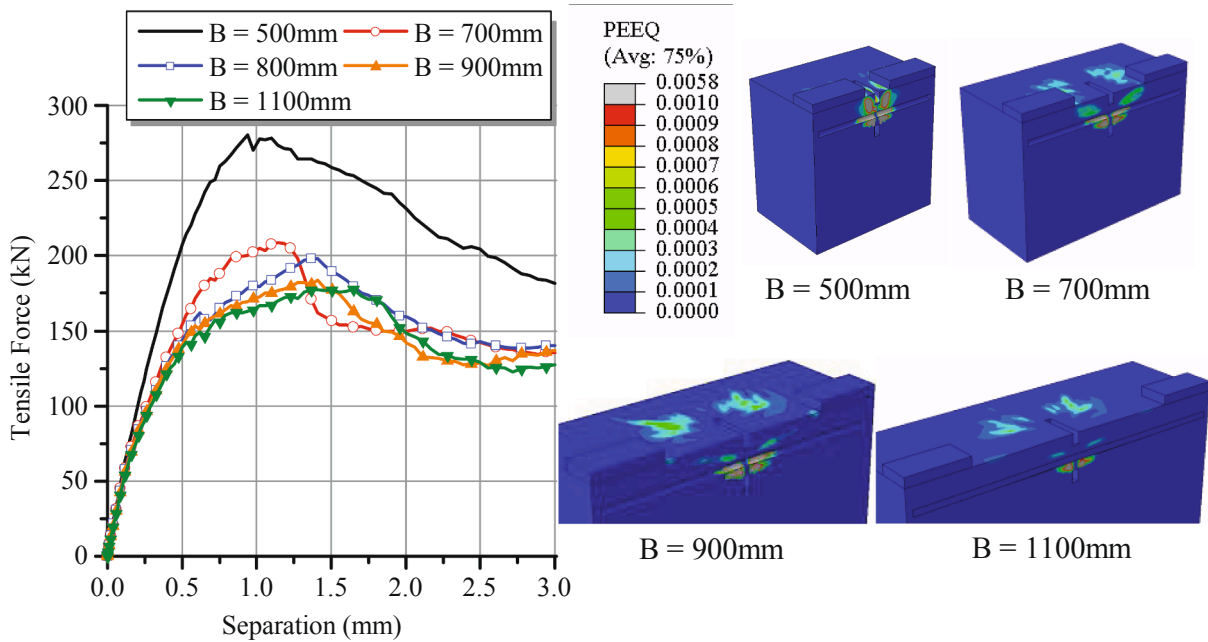 B = 500mm
B = 700mm
B = 800mm
B = 900mm
B = 1100mm
300
250
200
150
100
50
0
Tensile Force (kN)
0.0 0.5 1.0 1.5 2.0 2.5 3.0
Separation (mm)
PEEQ
(Avg: 75%)
0.0058
0.0010
0.0009
0.0008
0.0007
0.0006
0.0005
0.0004
0.0003
0.0002
0.0001
0.0000
B = 500mm
B = 700mm
B = 900mm
B = 1100mm